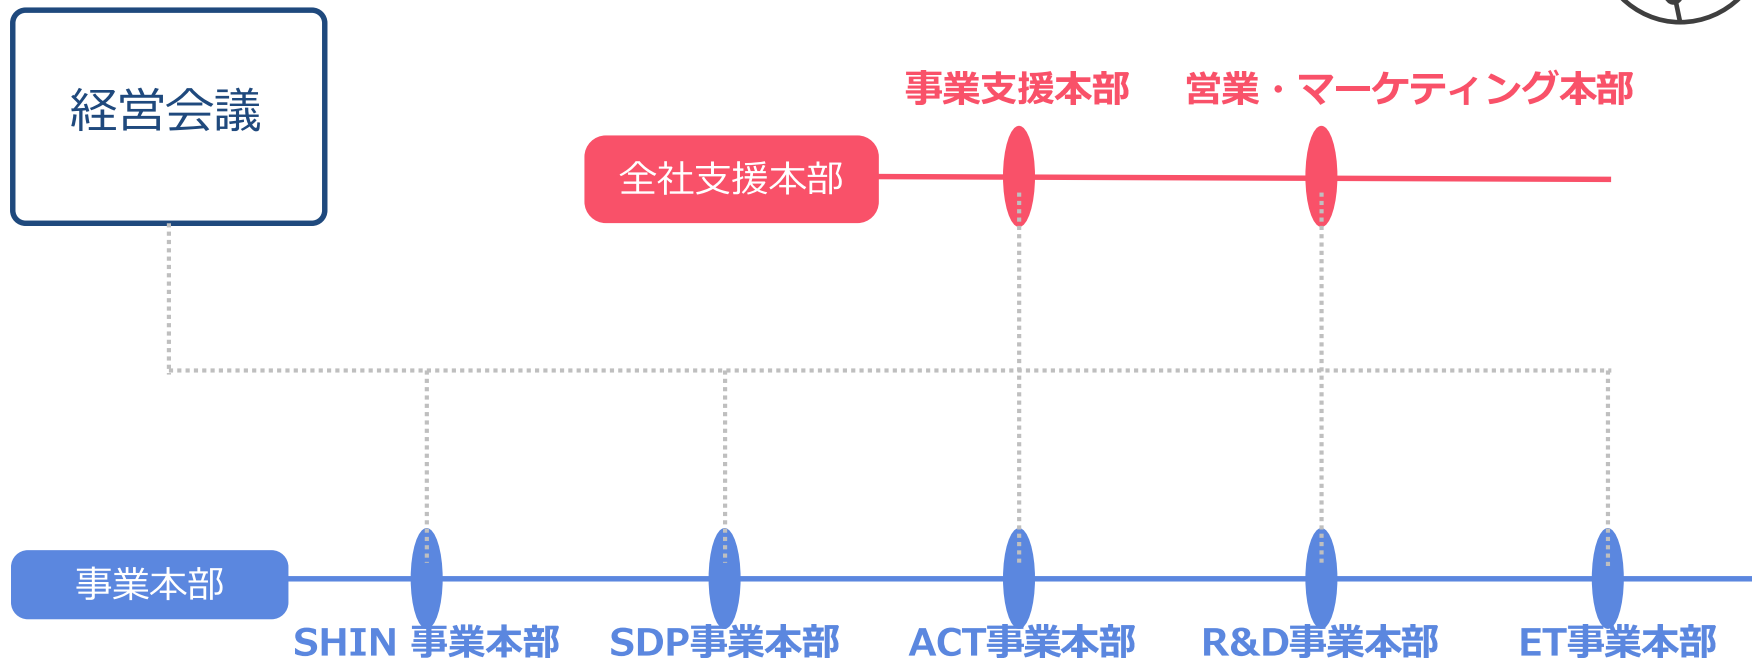 経営会議
事業支援本部
営業・マーケティング本部
全社支援本部
事業本部
SHIN 事業本部
SDP事業本部
ACT事業本部
R&D事業本部
ET事業本部